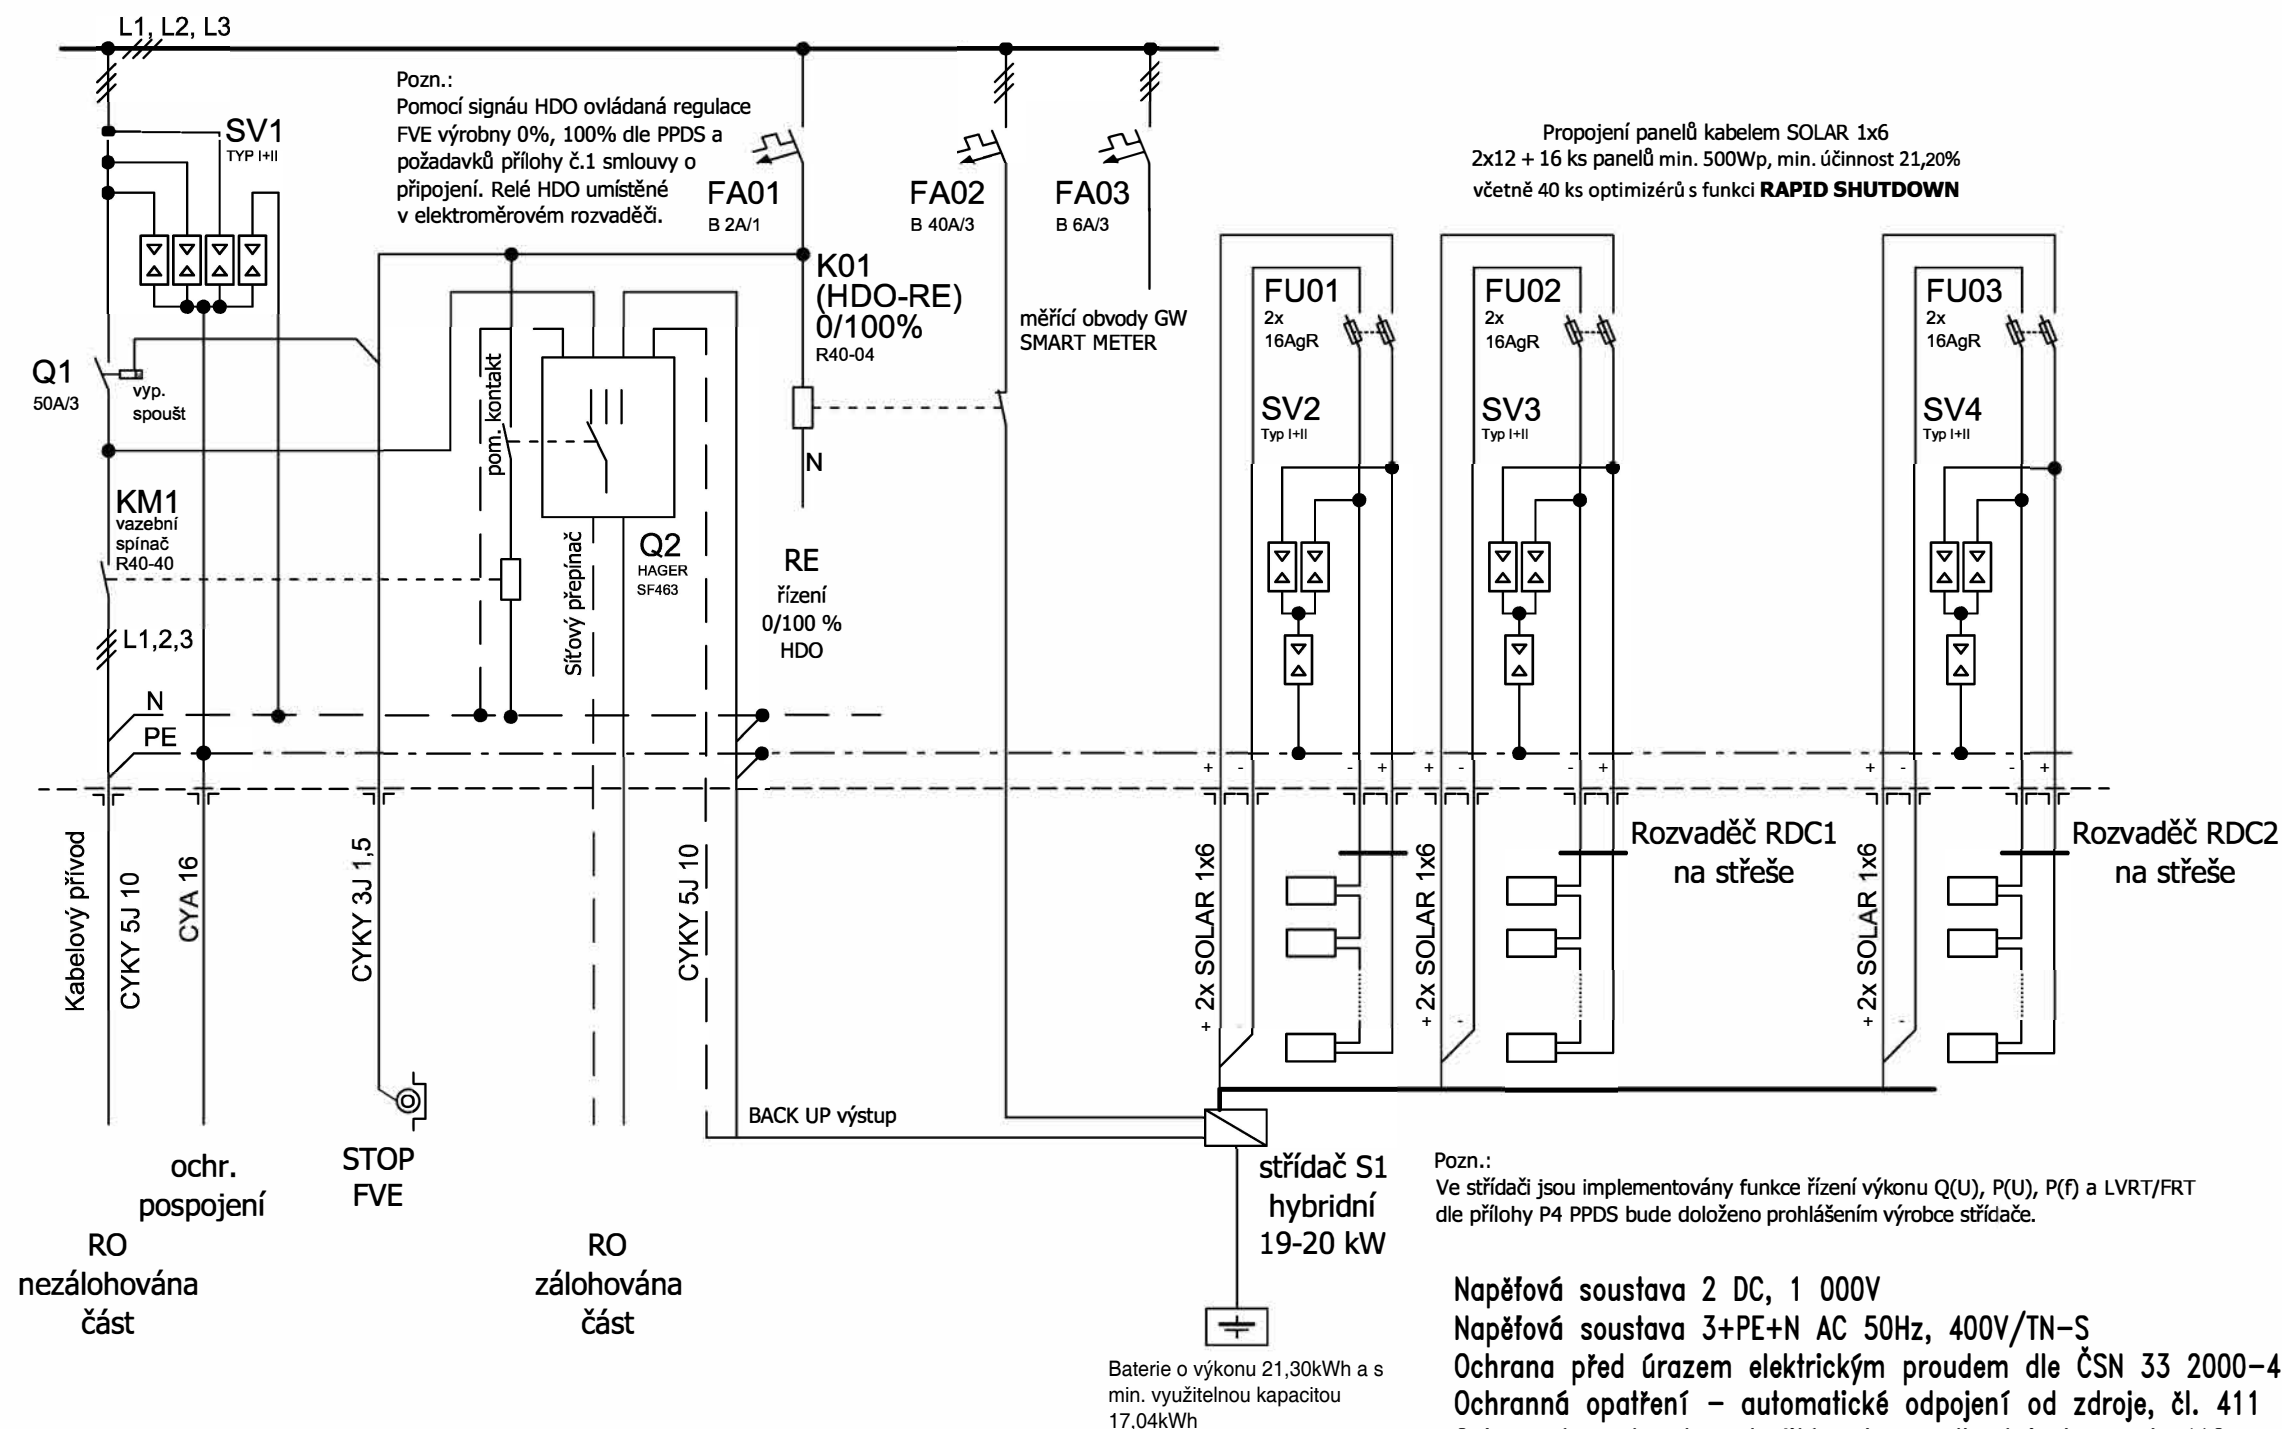 L1, L2, L3
Pozn.:
Pomocí signáu HDO ovládaná regulace
FVE výrobny 0%, 100% dle PPDS a
požadavků přílohy č.1 smlouvy o
připojení. Relé HDO umístěné
v elektroměrovém rozvaděči.
SV1
TYP I+II
FA01
B 2A/1
FA02
B 40A/3
FA03
B 6A/3
Propojení panelů kabelem SOLAR 1x6
2x12 + 16 ks panelů min. 500Wp, min. účinnost 21,20%
včetně 40 ks optimizérů s funkci RAPID SHUTDOWN
K01
(HDO-RE)
0/100%
R40-04
N
měřící obvody GW
SMART METER
FU01
2x
16AgR
FU02
2x
16AgR
FU03
2x
16AgR
SV2
Typ I+II
SV3
Typ I+II
SV4
Typ I+II
Q1
50A/3
vyp.
spoušt
pom. kontakt
KM1
vazební
spínač
R40-40
Síťový přepínač
Q2
HAGER
SF463
RE
řízení
0/100 %
HDO
L1,2,3
N
PE
+ - - + + - - + + - - +
Kabelový přívod
CYKY 5J 10
CYA 16
CYKY 3J 1,5
CYKY 5J 10
+ 2x SOLAR 1x6 -
+ 2x SOLAR 1x6 -
+ 2x SOLAR 1x6 -
Rozvaděč RDC1
na střeše
Rozvaděč RDC2
na střeše
BACK UP výstup
ochr.
pospojení
STOP
FVE
RO
nezálohována
část
RO
zálohována
část
střídač S1
hybridní
19-20 kW
Pozn.:
Ve střídači jsou implementovány funkce řízení výkonu Q(U), P(U), P(f) a LVRT/FRT
dle přílohy P4 PPDS bude doloženo prohlášením výrobce střídače.
Baterie o výkonu 21,30kWh a s
min. využitelnou kapacitou
17,04kWh
Napěťová soustava 2 DC, 1 000V
Napěťová soustava 3+PE+N AC 50Hz, 400V/TN-S
Ochrana před úrazem elektrickým proudem dle ČSN 33 2000-4
Ochranná opatření - automatické odpojení od zdroje, čl. 411